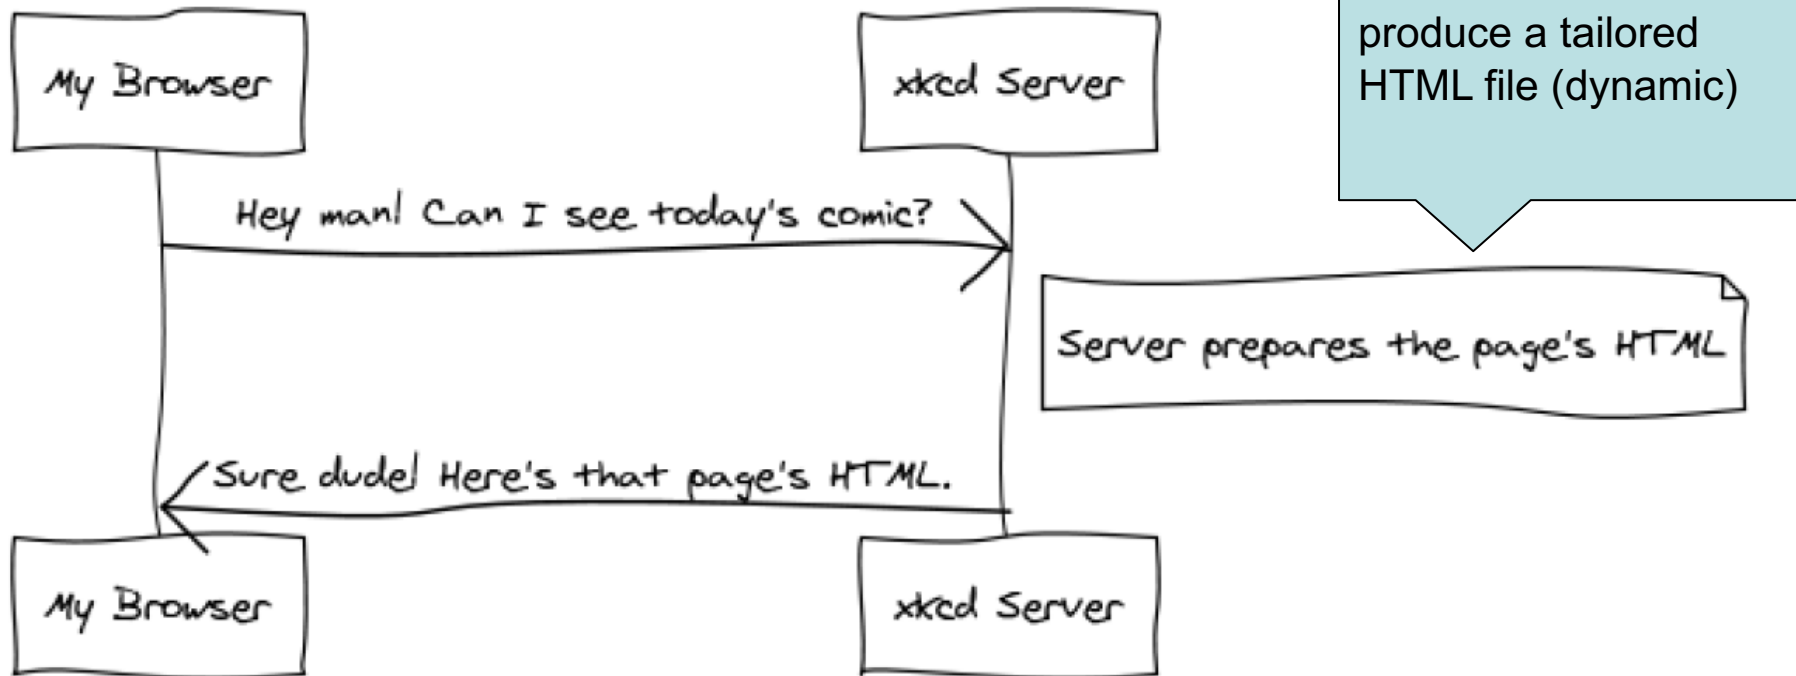 My Browser
xkcd Server
produce a tailored
HTML file (dynamic)
Hey man! Can I see today's comic?
Server prepares the page's HTML
Sure dude! Here's that page's HTML.
My Browser
xkcd Server